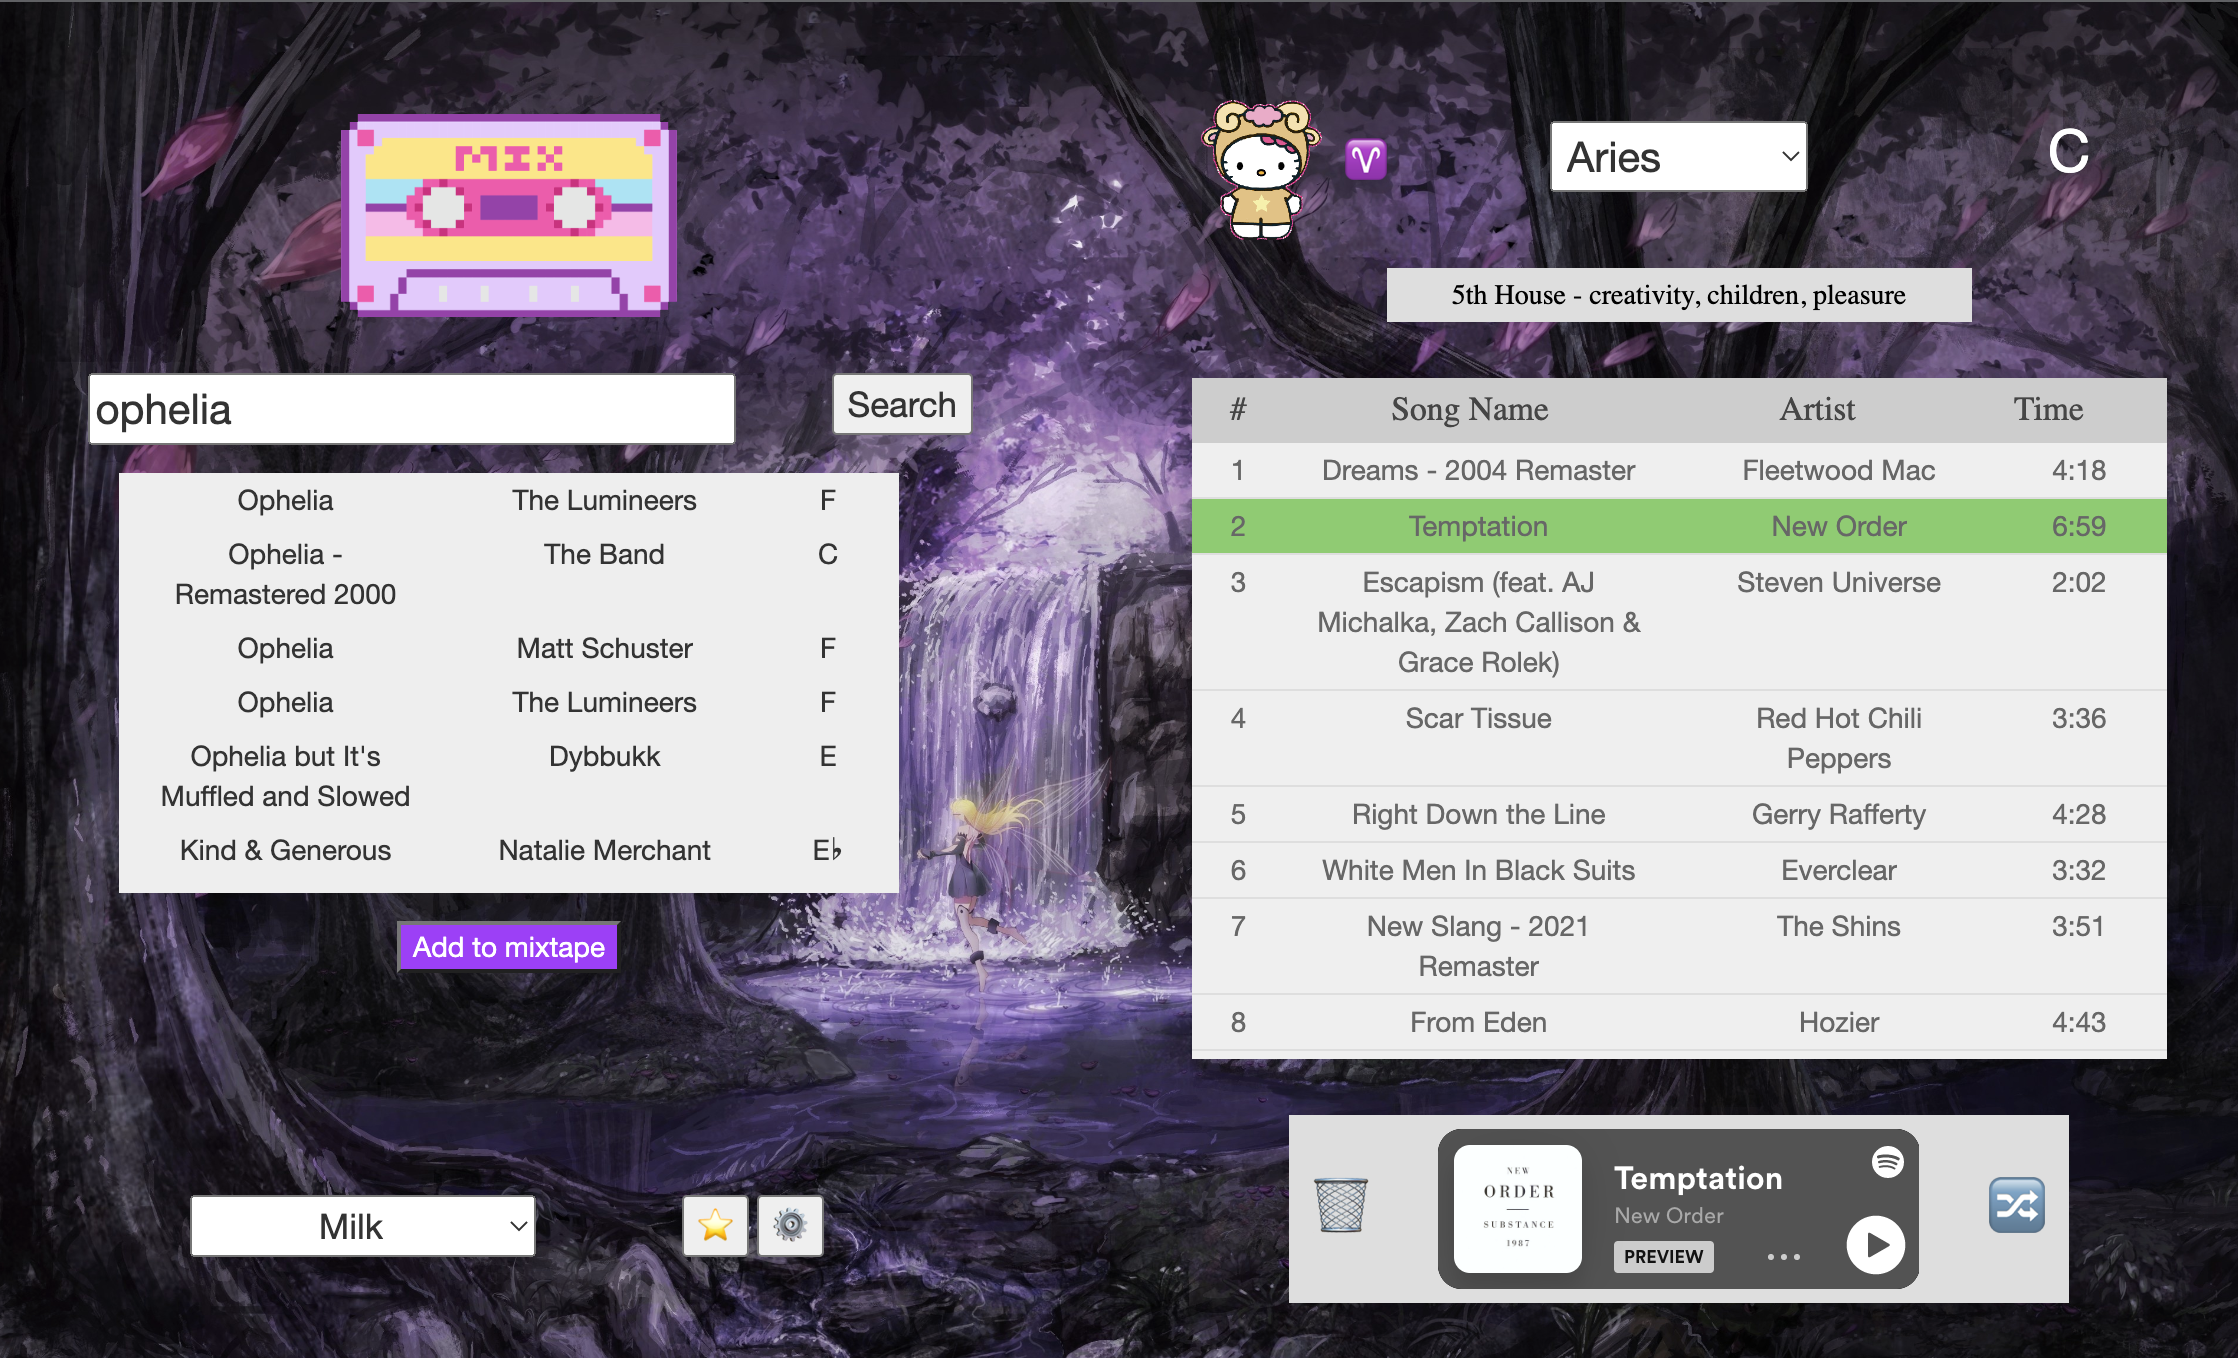 MIX
Aries
C
5th House - creativity, children, pleasure
ophelia
Search
Ophelia The Lumineers F
Ophelia - The Band C
Remastered 2000
Ophelia Matt Schuster F
Ophelia The Lumineers F
Ophelia but It's Dybbukk E
Muffled and Slowed
Kind & Generous Natalie Merchant E♭
Add to mixtape
Milk
# Song Name Artist Time
1 Dreams - 2004 Remaster Fleetwood Mac 4:18
2 Temptation New Order 6:59
3 Escapism (feat. AJ Steven Universe 2:02
Michalka, Zach Callison &
Grace Rolek)
4 Scar Tissue Red Hot Chili 3:36
Peppers
5 Right Down the Line Gerry Rafferty 4:28
6 White Men In Black Suits Everclear 3:32
7 New Slang - 2021 The Shins 3:51
Remaster
8 From Eden Hozier 4:43
NEW
ORDER
SUBSTANCE
1987
Temptation
New Order
PREVIEW